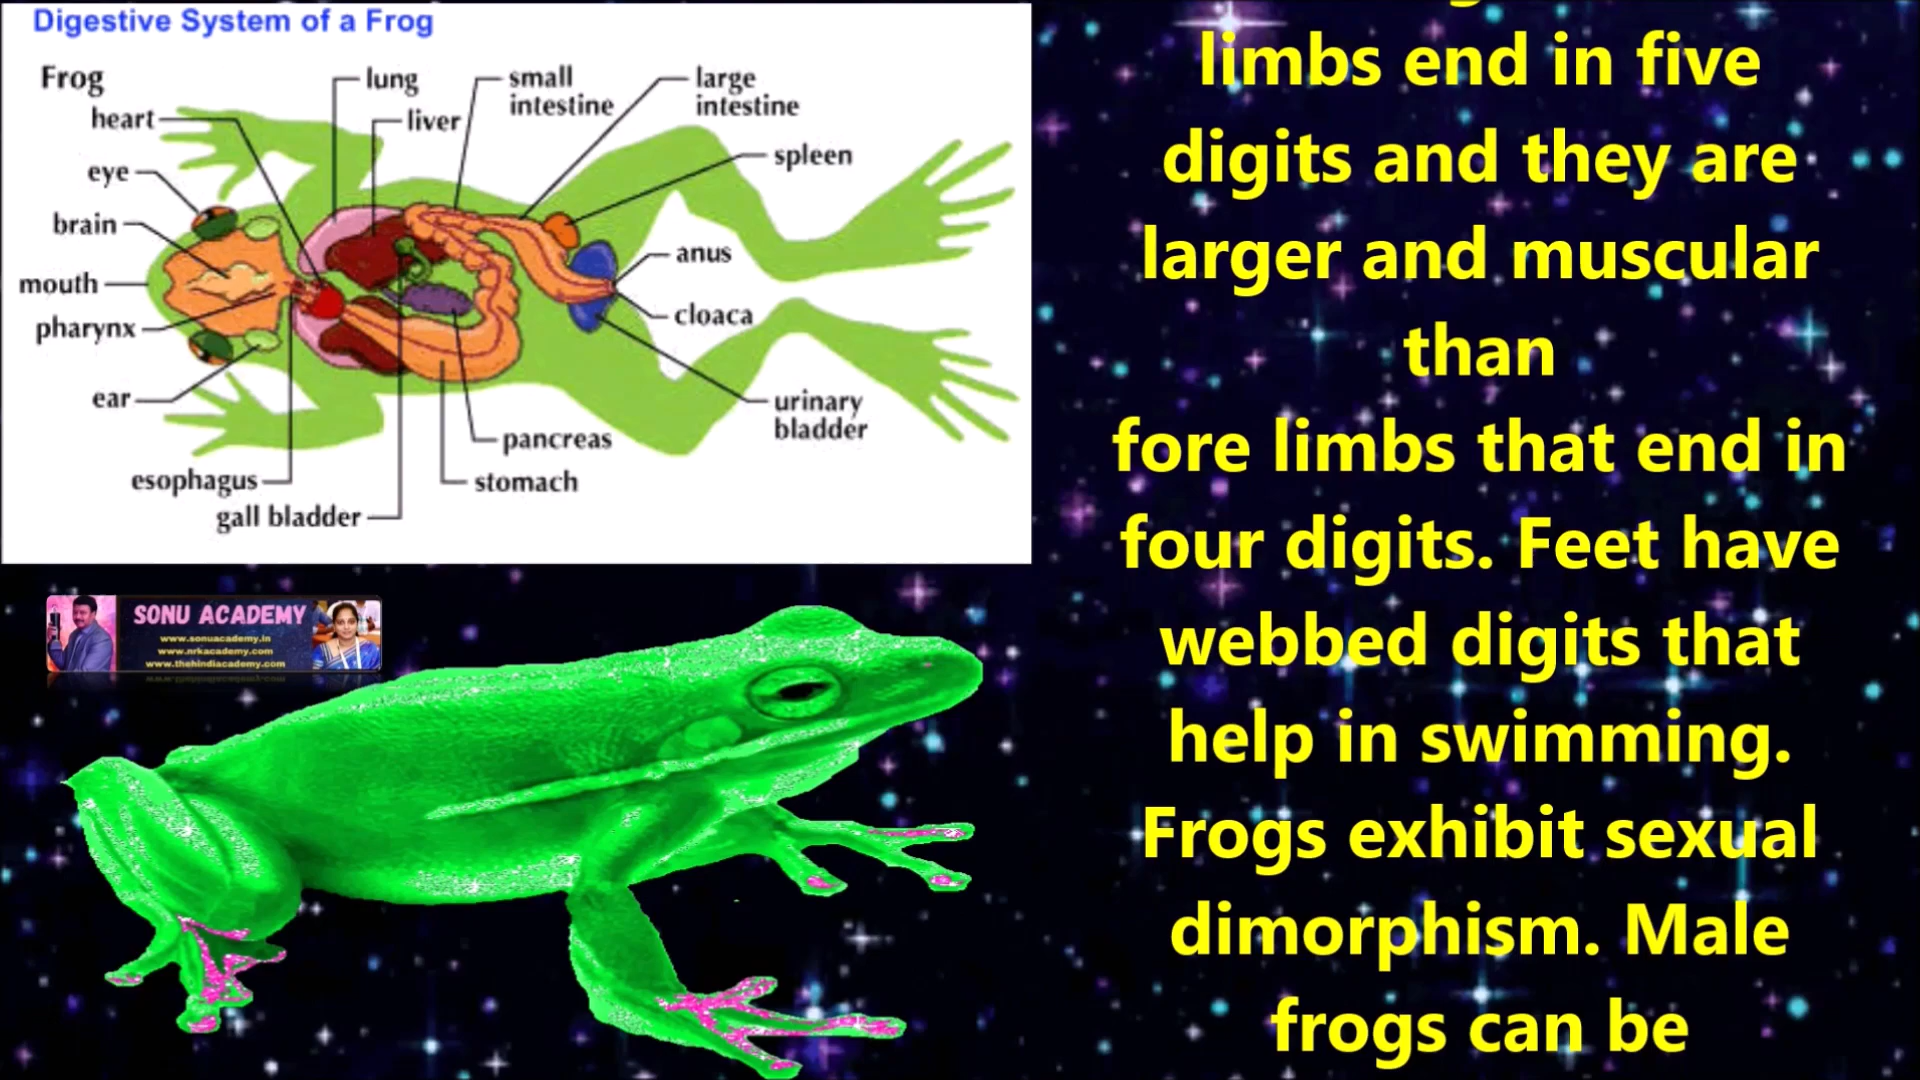 Digestive System of a Frog
Frog
lung
small
intestine
large
intestine
heart
liver
spleen
eye
brain
anus
mouth
cloaca
pharynx
ear
urinary
bladder
pancreas
esophagus
stomach
gall bladder
SONU ACADEMY
www.sonuacademy.in
www.nrkacademy.com
www.thehindiacademy.com
limbs end in five
digits and they are
larger and muscular
than
fore limbs that end in
four digits. Feet have
webbed digits that
help in swimming.
Frogs exhibit sexual
dimorphism. Male
frogs can be